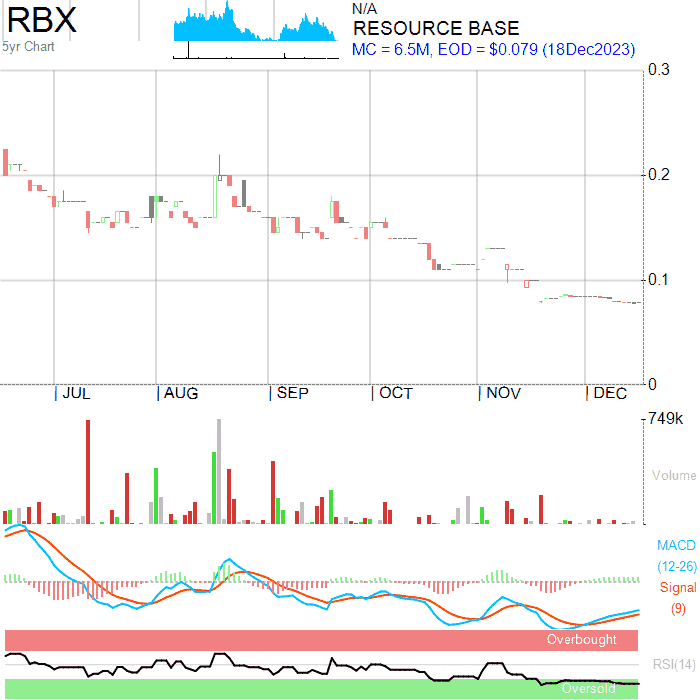 RBX
5yr Chart
N/A
RESOURCE BASE
MC = 6.5M, EOD = $0.079 (18Dec2023)
0.3
0.2
0.1
0
| JUL | AUG | SEP | OCT | NOV | DEC
749k
Volume
MACD
(12-26)
Signal
(9)
Overbought
RSI(14)
Oversold